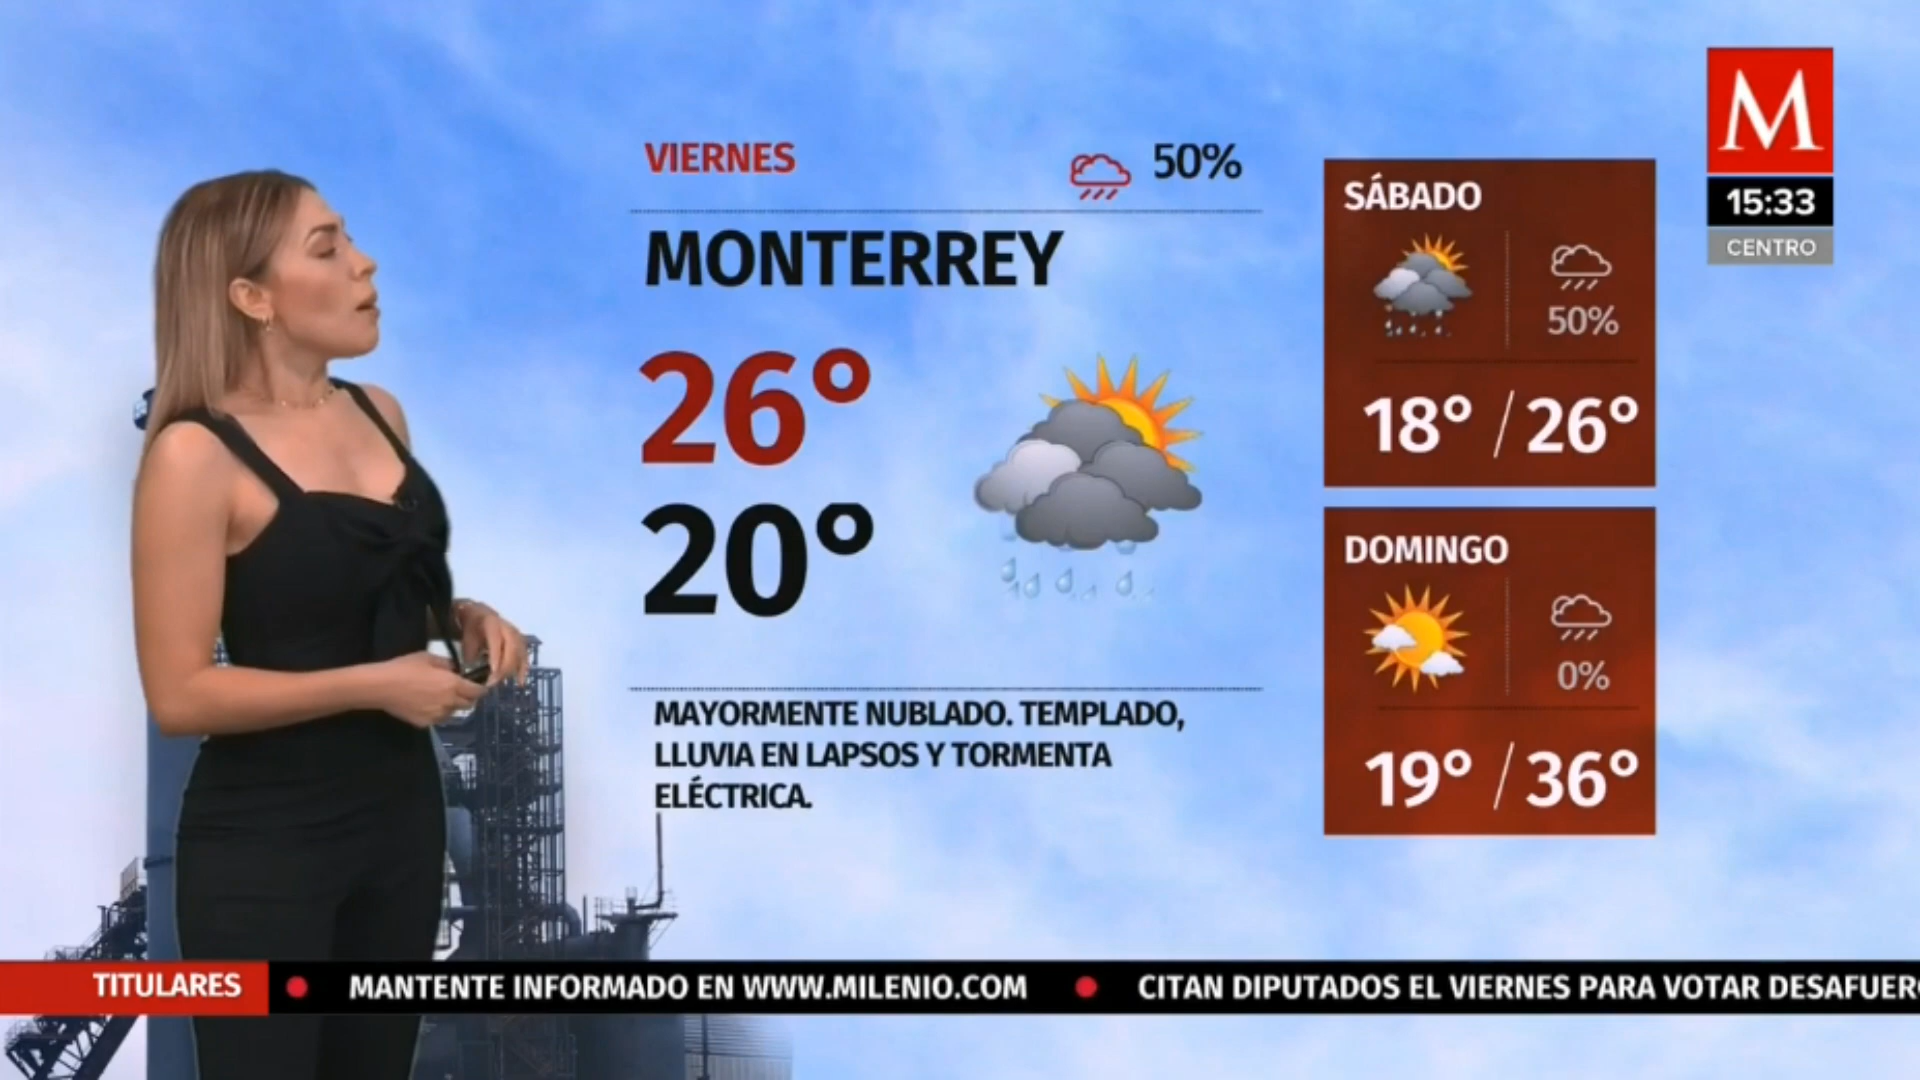 VIERNES
50%
MONTERREY
26°
20°
MAYORMENTE NUBLADO. TEMPLADO,
LLUVIA EN LAPSOS Y TORMENTA
ELÉCTRICA.
SÁBADO
50%
18° / 26°
DOMINGO
0%
19° / 36°
M
15:33
CENTRO
TITULARES
MANTENTE INFORMADO EN WWW.MILENIO.COM
CITAN DIPUTADOS EL VIERNES PARA VOTAR DESAFUERO